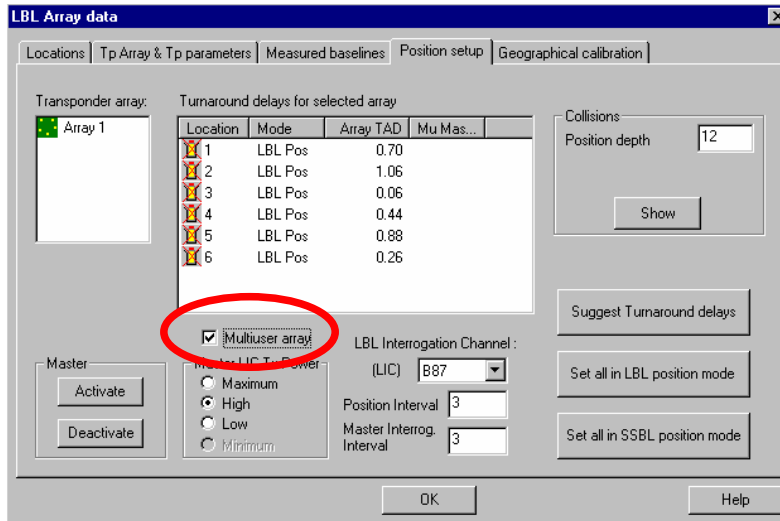 LBL Array data
Locations Tp Array & Tp parameters Measured baselines Position setup Geographical calibration
Transponder array:
Array 1
Turnaround delays for selected array
Location Mode Array TAD Mu Mas...
1 LBL Pos 0.70
2 LBL Pos 1.06
3 LBL Pos 0.06
4 LBL Pos 0.44
5 LBL Pos 0.88
6 LBL Pos 0.26
Collisions
Position depth 12
Show
Multiuser array
Master
Activate
Deactivate
Master LIC Tx Power
Maximum
High
Low
Minimum
LBL Interrogation Channel :
(LIC) B87
Position Interval 3
Master Interrog.
Interval 3
Suggest Turnaround delays
Set all in LBL position mode
Set all in SSBL position mode
OK
Help